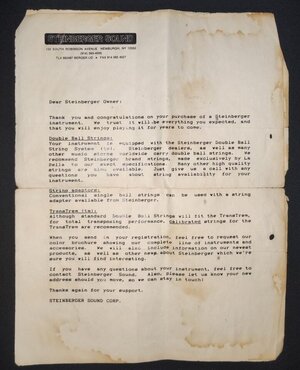 STEINBERGER SOUND
122 SOUTH ROBINSON AVENUE NEWBURGH, NY 12550
Dear Steinberger Owner:
Thank you and congratulations on your purchase of a Steinberger
instrument. We trust it will be everything you expected, and
that you will enjoy playing it for years to come.
Double Ball Strings:
Your instrument is equipped with the Steinberger Double Ball
String System (tm). Steinberger dealers, as well as many
other music stores worldwide carry double ball strings. We
recommend Steinberger brand strings, made exclusively by La
Bella to our exact specifications. Many other high quality
strings are also available. Just give us a call with any
questions you have about string availability for your
instrument.
String adapters:
Conventional single ball strings can be used with a string
adapter available from Steinberger.
TransTrem (tm):
Although standard Double Ball Strings will fit the TransTrem,
for total transposing performance, Calibrated strings for the
TransTrem are recommended.
When you send in your registration, feel free to request our
color brochure showing our complete line of instruments and
accessories. We will also include information on our newest
products, as well as other news about Steinberger which we're
sure you will find interesting.
If you have any questions about your instrument, feel free to
contact Steinberger Sound. Also, please let us know your new
address should you move, so we can stay in touch!
Thanks again for your support.
STEINBERGER SOUND CORP.